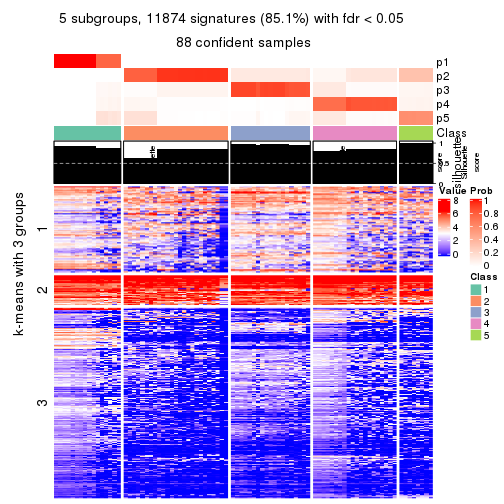 5 subgroups, 11874 signatures (85.1%) with fdr < 0.05
88 confident samples
p1
p2
p3
p4
p5
Class
1
0.5
0
silhouette
Silhouette
score
score
k-means with 3 groups
1
2
3
Value
8
6
4
2
0
Prob
1
0.8
0.6
0.4
0.2
0
Class
1
2
3
4
5